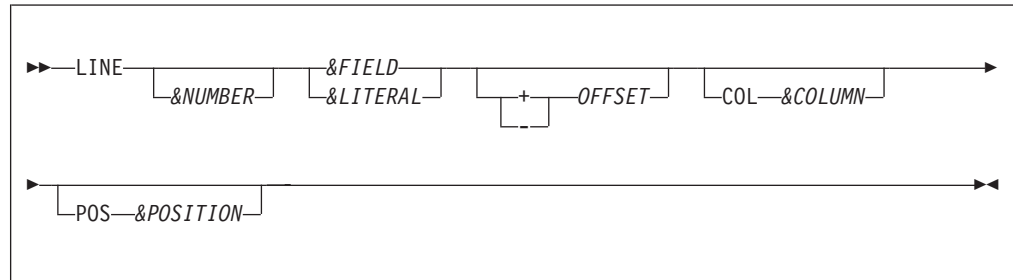 ▶▶—LINE &FIELD + OFFSET COL &COLUMN ▶
&NUMBER &LITERAL -
▶ POS &POSITION ▶◀